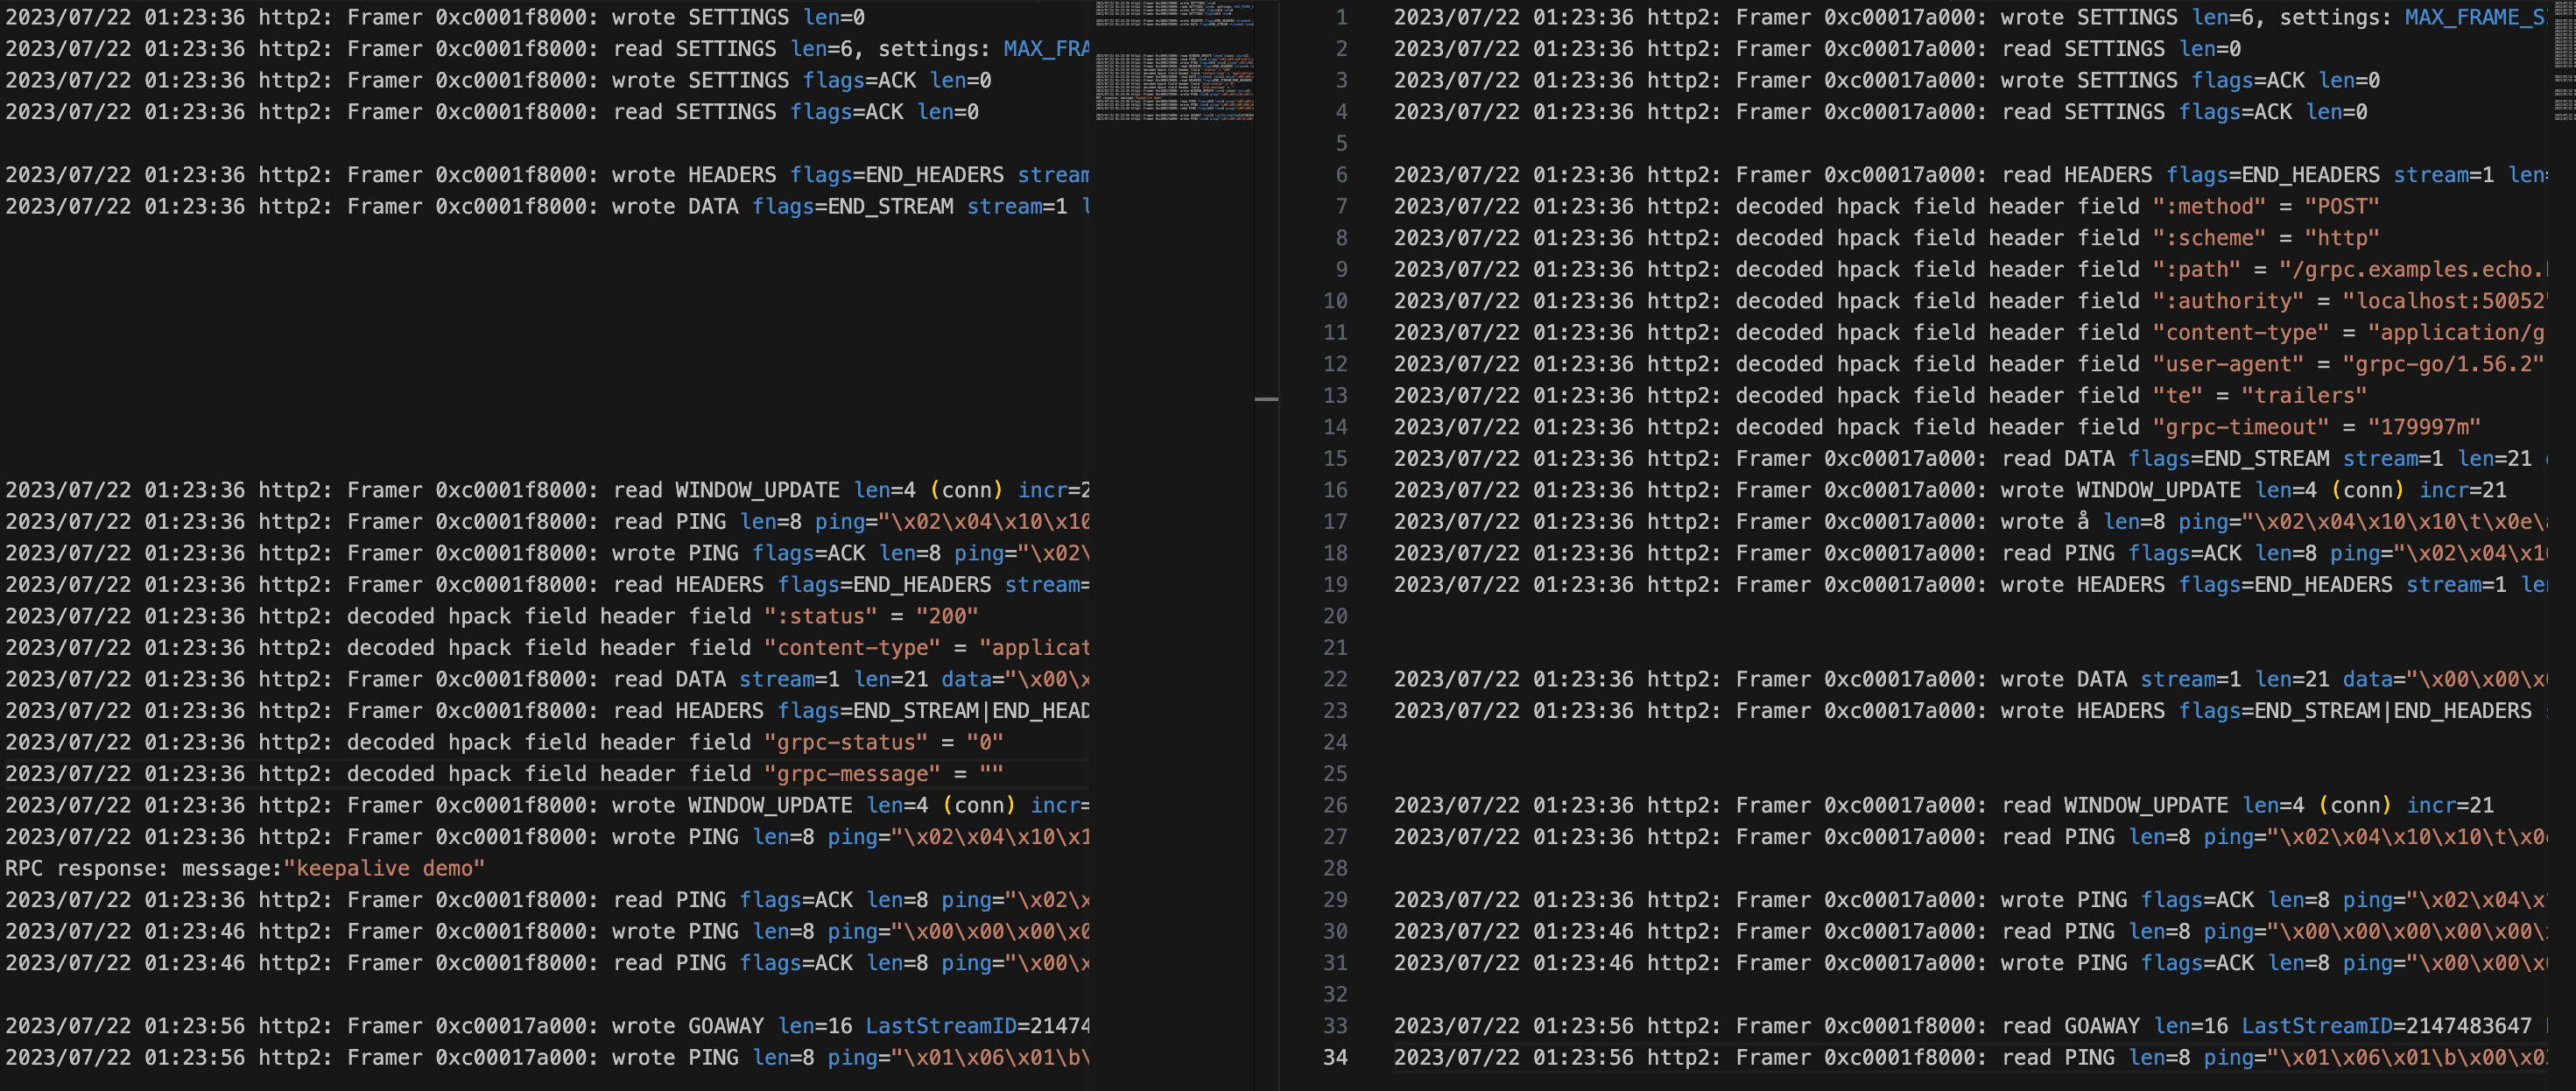 2023/07/22 01:23:36 http2: Framer 0xc0001f8000: wrote SETTINGS len=0
2023/07/22 01:23:36 http2: Framer 0xc0001f8000: read SETTINGS len=6, settings: MAX_FRA
2023/07/22 01:23:36 http2: Framer 0xc0001f8000: wrote SETTINGS flags=ACK len=0
2023/07/22 01:23:36 http2: Framer 0xc0001f8000: read SETTINGS flags=ACK len=0
2023/07/22 01:23:36 http2: Framer 0xc0001f8000: wrote HEADERS flags=END_HEADERS stream
2023/07/22 01:23:36 http2: Framer 0xc0001f8000: wrote DATA flags=END_STREAM stream=1 l
2023/07/22 01:23:36 http2: Framer 0xc0001f8000: read WINDOW_UPDATE len=4 (conn) incr=2
2023/07/22 01:23:36 http2: Framer 0xc0001f8000: read PING len=8 ping="\x02\x04\x10\x10
2023/07/22 01:23:36 http2: Framer 0xc0001f8000: wrote PING flags=ACK len=8 ping="\x02\
2023/07/22 01:23:36 http2: Framer 0xc0001f8000: read HEADERS flags=END_HEADERS stream=
2023/07/22 01:23:36 http2: decoded hpack field header field ":status" = "200"
2023/07/22 01:23:36 http2: decoded hpack field header field "content-type" = "applicat
2023/07/22 01:23:36 http2: Framer 0xc0001f8000: read DATA stream=1 len=21 data="\x00\x
2023/07/22 01:23:36 http2: Framer 0xc0001f8000: read HEADERS flags=END_STREAM|END_HEAD
2023/07/22 01:23:36 http2: decoded hpack field header field "grpc-status" = "0"
2023/07/22 01:23:36 http2: decoded hpack field header field "grpc-message" = ""
2023/07/22 01:23:36 http2: Framer 0xc0001f8000: wrote WINDOW_UPDATE len=4 (conn) incr=
2023/07/22 01:23:36 http2: Framer 0xc0001f8000: wrote PING len=8 ping="\x02\x04\x10\x1
RPC response: message:"keepalive demo"
2023/07/22 01:23:36 http2: Framer 0xc0001f8000: read PING flags=ACK len=8 ping="\x02\x
2023/07/22 01:23:46 http2: Framer 0xc0001f8000: wrote PING len=8 ping="\x00\x00\x00\x0
2023/07/22 01:23:46 http2: Framer 0xc0001f8000: read PING flags=ACK len=8 ping="\x00\x
2023/07/22 01:23:56 http2: Framer 0xc00017a000: wrote GOAWAY len=16 LastStreamID=21474
2023/07/22 01:23:56 http2: Framer 0xc00017a000: wrote PING len=8 ping="\x01\x06\x01\b\
1 2023/07/22 01:23:36 http2: Framer 0xc00017a000: wrote SETTINGS len=6, settings: MAX_FRAME_S
2 2023/07/22 01:23:36 http2: Framer 0xc00017a000: read SETTINGS len=0
3 2023/07/22 01:23:36 http2: Framer 0xc00017a000: wrote SETTINGS flags=ACK len=0
4 2023/07/22 01:23:36 http2: Framer 0xc00017a000: read SETTINGS flags=ACK len=0
5
6 2023/07/22 01:23:36 http2: Framer 0xc00017a000: read HEADERS flags=END_HEADERS stream=1 len=
7 2023/07/22 01:23:36 http2: decoded hpack field header field ":method" = "POST"
8 2023/07/22 01:23:36 http2: decoded hpack field header field ":scheme" = "http"
9 2023/07/22 01:23:36 http2: decoded hpack field header field ":path" = "/grpc.examples.echo.
10 2023/07/22 01:23:36 http2: decoded hpack field header field ":authority" = "localhost:50052"
11 2023/07/22 01:23:36 http2: decoded hpack field header field "content-type" = "application/g
12 2023/07/22 01:23:36 http2: decoded hpack field header field "user-agent" = "grpc-go/1.56.2"
13 2023/07/22 01:23:36 http2: decoded hpack field header field "te" = "trailers"
14 2023/07/22 01:23:36 http2: decoded hpack field header field "grpc-timeout" = "179997m"
15 2023/07/22 01:23:36 http2: Framer 0xc00017a000: read DATA flags=END_STREAM stream=1 len=21
16 2023/07/22 01:23:36 http2: Framer 0xc00017a000: wrote WINDOW_UPDATE len=4 (conn) incr=21
17 2023/07/22 01:23:36 http2: Framer 0xc00017a000: wrote å len=8 ping="\x02\x04\x10\x10\t\x0e\
18 2023/07/22 01:23:36 http2: Framer 0xc00017a000: read PING flags=ACK len=8 ping="\x02\x04\x1
19 2023/07/22 01:23:36 http2: Framer 0xc00017a000: wrote HEADERS flags=END_HEADERS stream=1 le
20
21
22 2023/07/22 01:23:36 http2: Framer 0xc00017a000: wrote DATA stream=1 len=21 data="\x00\x00\x
23 2023/07/22 01:23:36 http2: Framer 0xc00017a000: wrote HEADERS flags=END_STREAM|END_HEADERS
24
25
26 2023/07/22 01:23:36 http2: Framer 0xc00017a000: read WINDOW_UPDATE len=4 (conn) incr=21
27 2023/07/22 01:23:36 http2: Framer 0xc00017a000: read PING len=8 ping="\x02\x04\x10\x10\t\x0
28
29 2023/07/22 01:23:36 http2: Framer 0xc00017a000: wrote PING flags=ACK len=8 ping="\x02\x04\x
30 2023/07/22 01:23:46 http2: Framer 0xc00017a000: read PING len=8 ping="\x00\x00\x00\x00\x00\
31 2023/07/22 01:23:46 http2: Framer 0xc00017a000: wrote PING flags=ACK len=8 ping="\x00\x00\x
32
33 2023/07/22 01:23:56 http2: Framer 0xc0001f8000: read GOAWAY len=16 LastStreamID=2147483647
34 2023/07/22 01:23:56 http2: Framer 0xc0001f8000: read PING len=8 ping="\x01\x06\x01\b\x00\x0